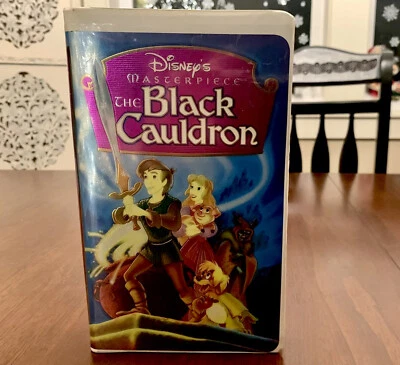 Disney's
Masterpiece
The
Black
Cauldron